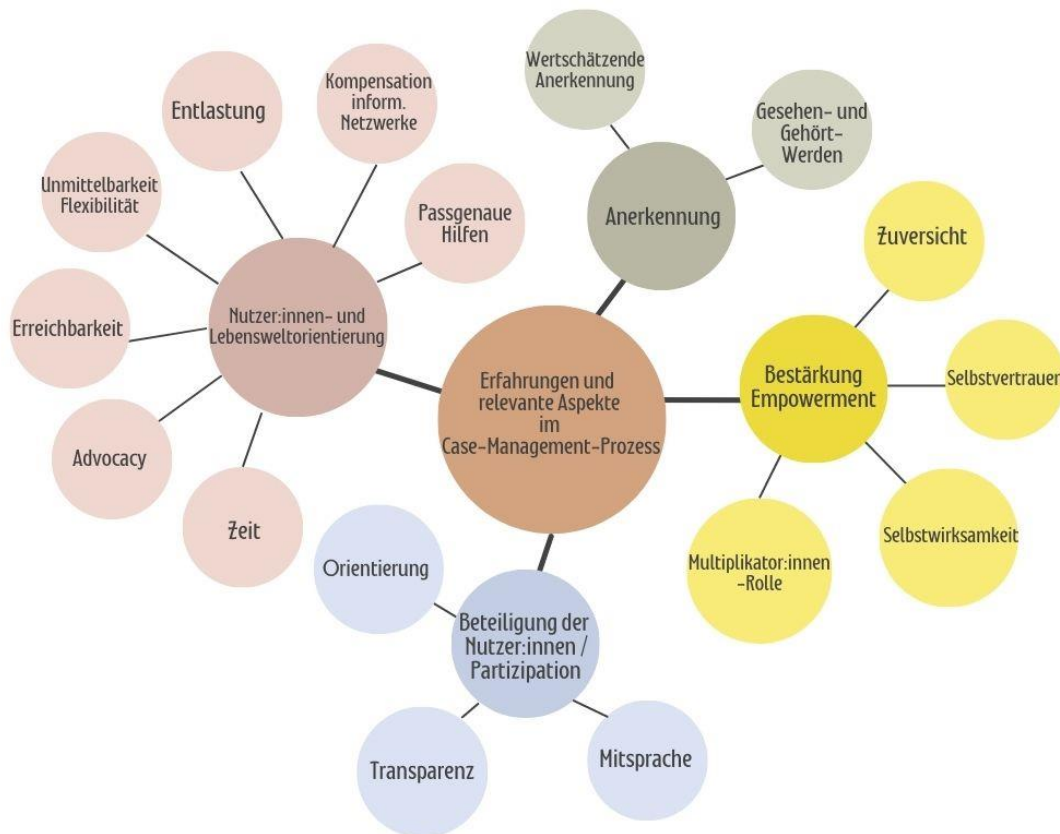 Wertschätzende
Anerkennung
Kompensation
inform.
Netzwerke
Entlastung
Gesehen- und
Gehört-
Werden
Unmittelbarkeit
Flexibilität
Passgenaue
Hilfen
Anerkennung
Zuversicht
Nutzer:innen- und
Lebensweltorientierung
Erreichbarkeit
Erfahrungen und
relevante Aspekte
im
Case-Management-Prozess
Bestärkung
Empowerment
Selbstvertrauen
Advocacy
Zeit
Selbstwirksamkeit
Multiplikator:innen
-Rolle
Orientierung
Beteiligung der
Nutzer:innen /
Partizipation
Transparenz
Mitsprache